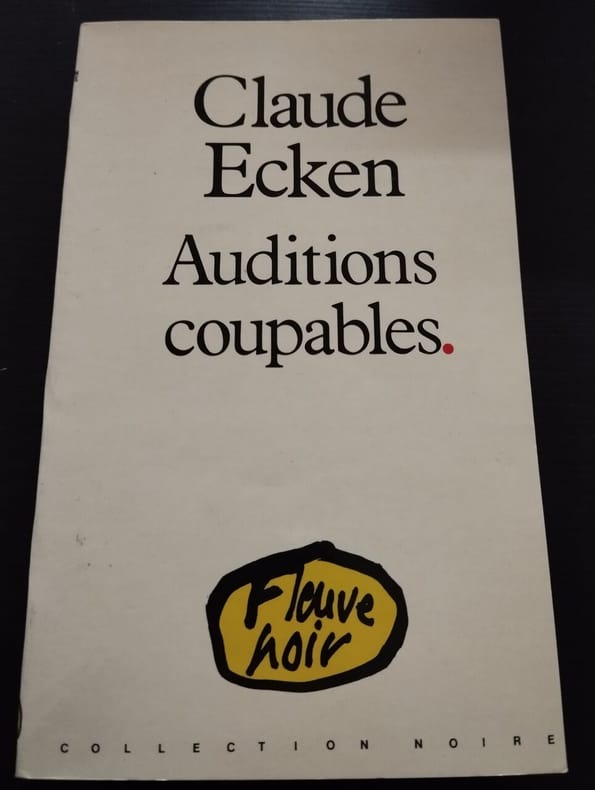 Claude
Ecken
Auditions
coupables.
Fleuve
noir
COLLECTION NOIRE